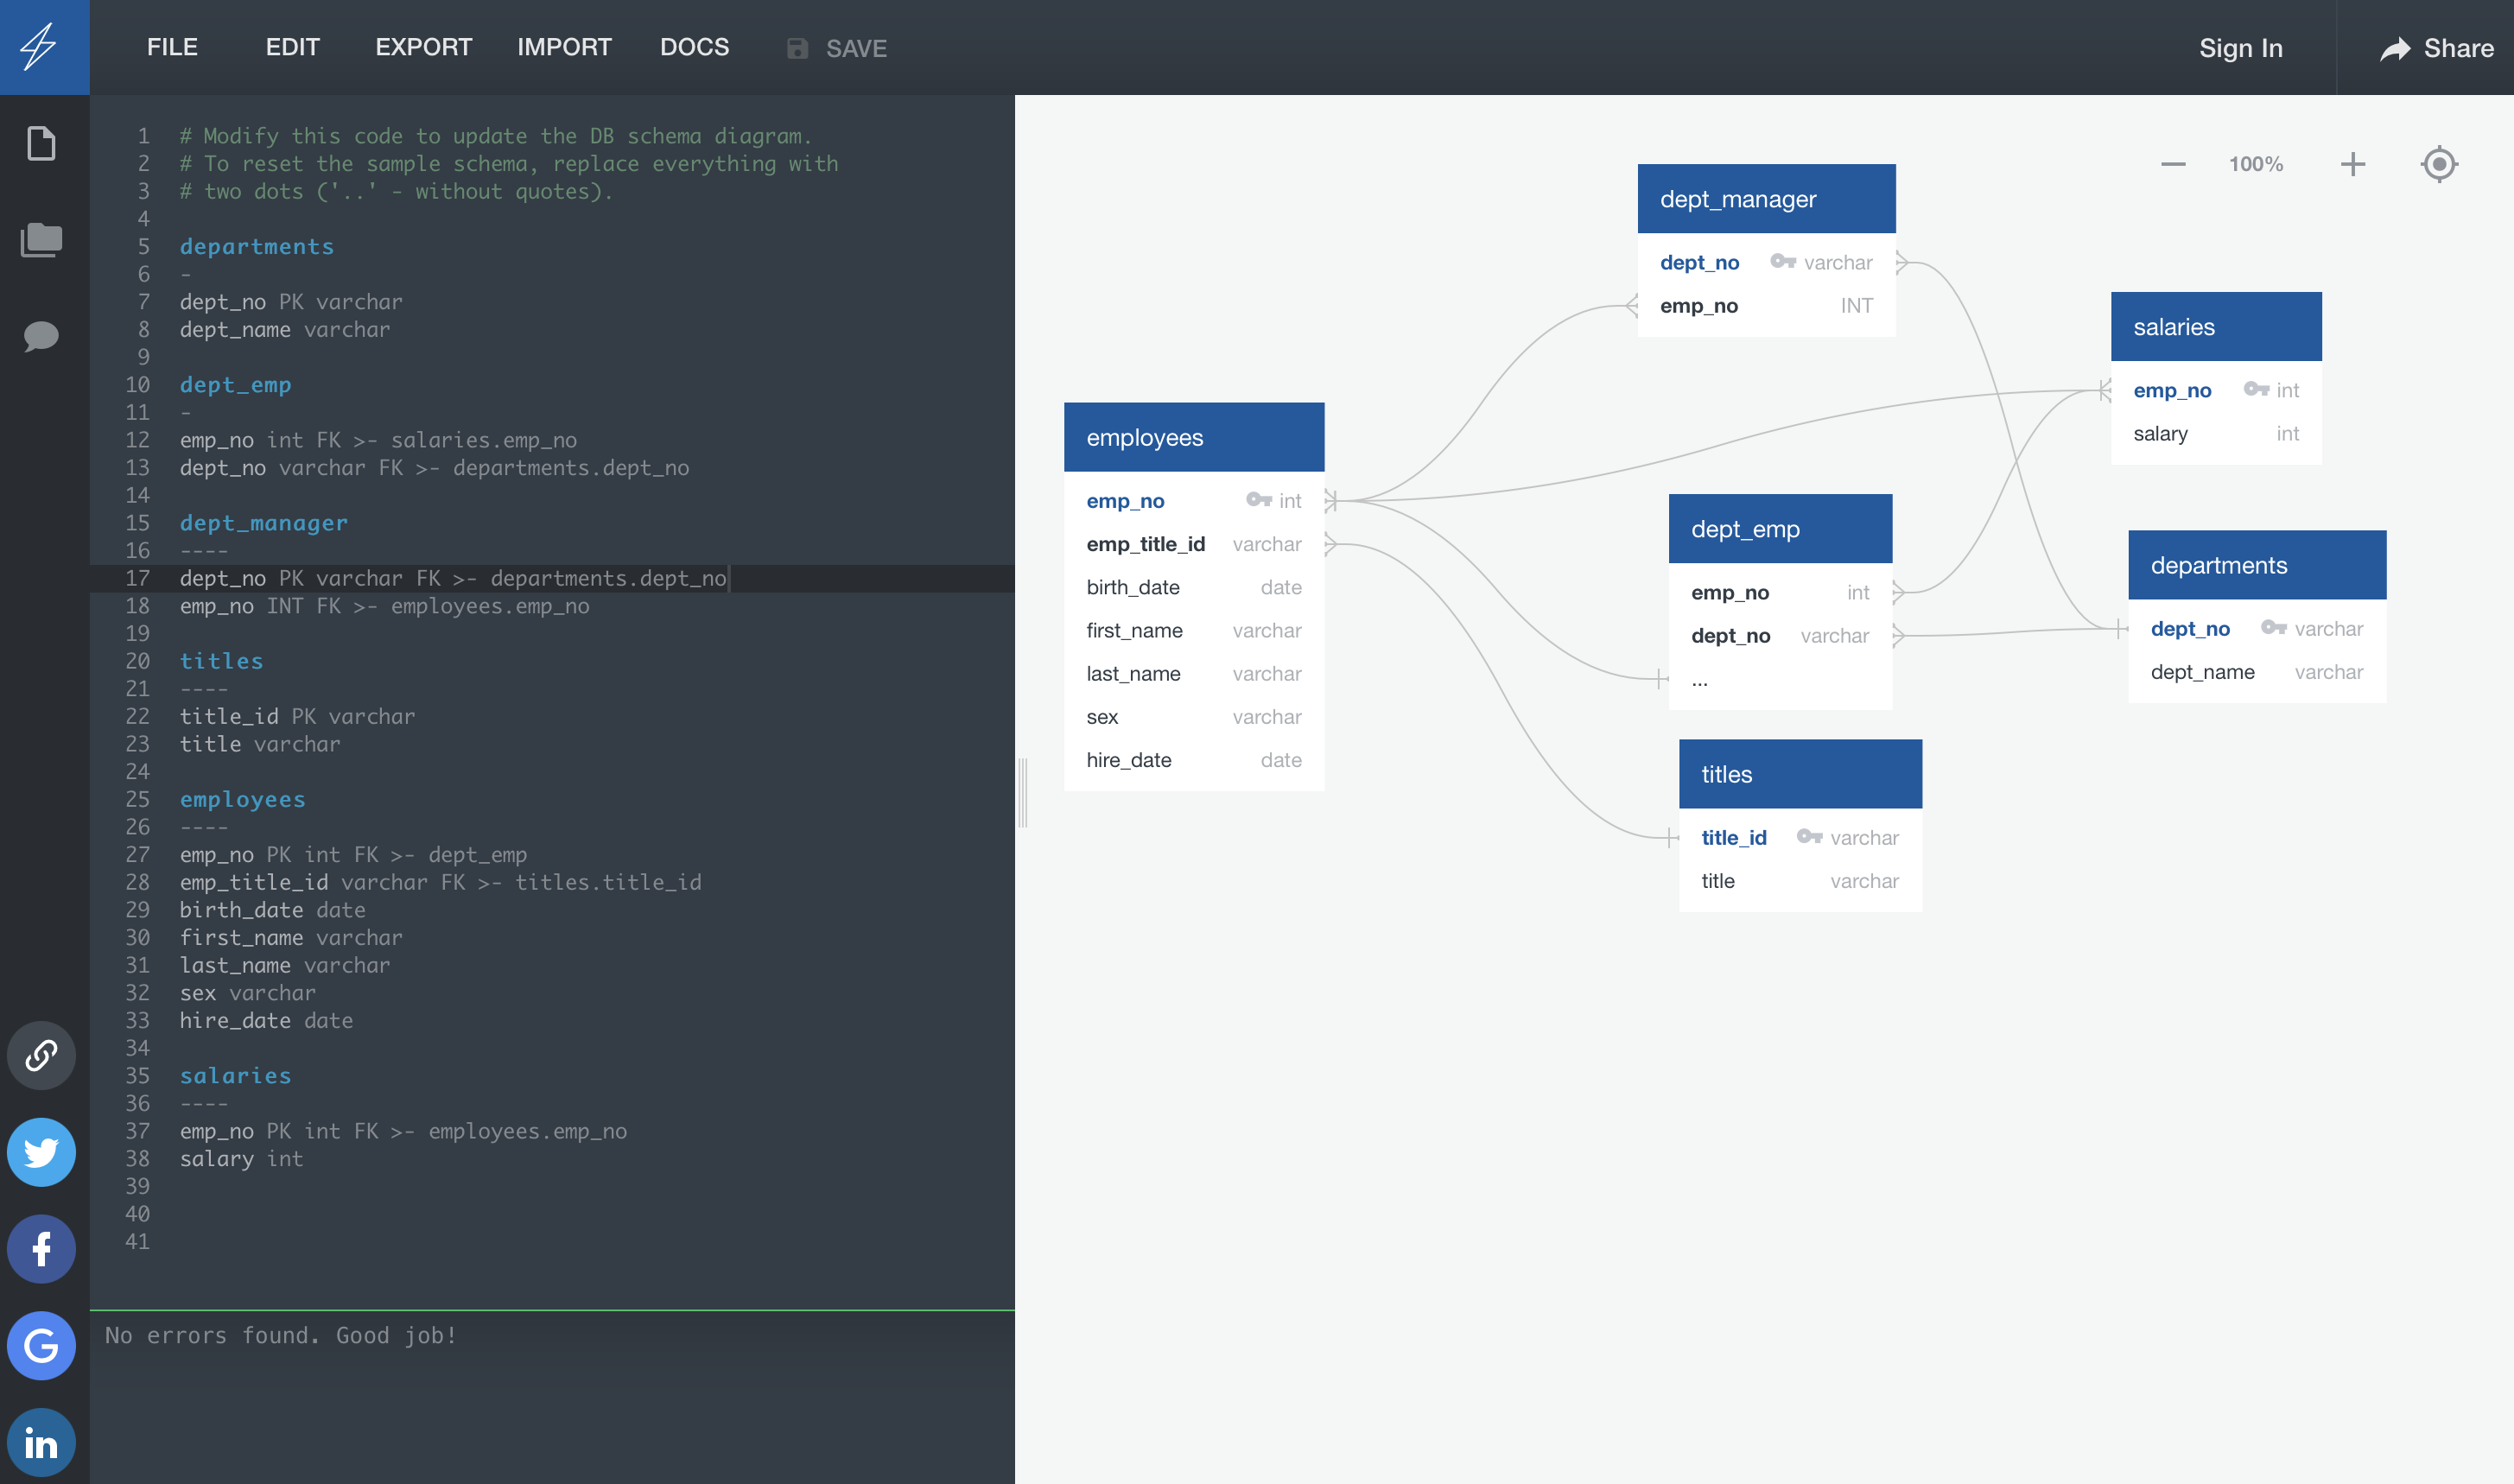 FILE EDIT EXPORT IMPORT DOCS SAVE Sign In Share
1 # Modify this code to update the DB schema diagram.
2 # To reset the sample schema, replace everything with
3 # two dots ('..' - without quotes).
4
5 departments
6 -
7 dept_no PK varchar
8 dept_name varchar
9
10 dept_emp
11 -
12 emp_no int FK >- salaries.emp_no
13 dept_no varchar FK >- departments.dept_no
14
15 dept_manager
16 ----
17 dept_no PK varchar FK >- departments.dept_no
18 emp_no INT FK >- employees.emp_no
19
20 titles
21 ----
22 title_id PK varchar
23 title varchar
24
25 employees
26 ----
27 emp_no PK int FK >- dept_emp
28 emp_title_id varchar FK >- titles.title_id
29 birth_date date
30 first_name varchar
31 last_name varchar
32 sex varchar
33 hire_date date
34
35 salaries
36 ----
37 emp_no PK int FK >- employees.emp_no
38 salary int
39
40
41
No errors found. Good job!
100%
dept_manager
dept_no varchar
emp_no INT
salaries
emp_no int
salary int
employees
emp_no int
emp_title_id varchar
birth_date date
first_name varchar
last_name varchar
sex varchar
hire_date date
dept_emp
emp_no int
dept_no varchar
...
departments
dept_no varchar
dept_name varchar
titles
title_id varchar
title varchar